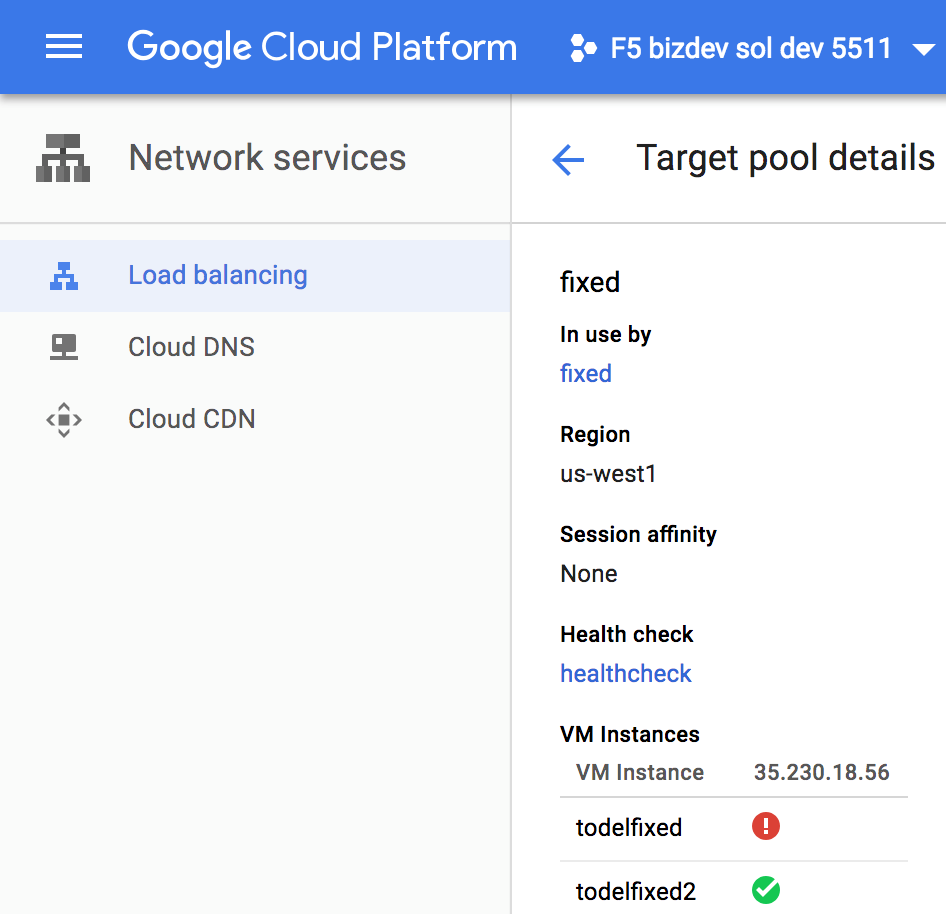 Google Cloud Platform
F5 bizdev sol dev 5511
Network services
Load balancing
Cloud DNS
Cloud CDN
Target pool details
fixed
In use by
fixed
Region
us-west1
Session affinity
None
Health check
healthcheck
VM Instances
VM Instance 35.230.18.56
todelfixed
todelfixed2